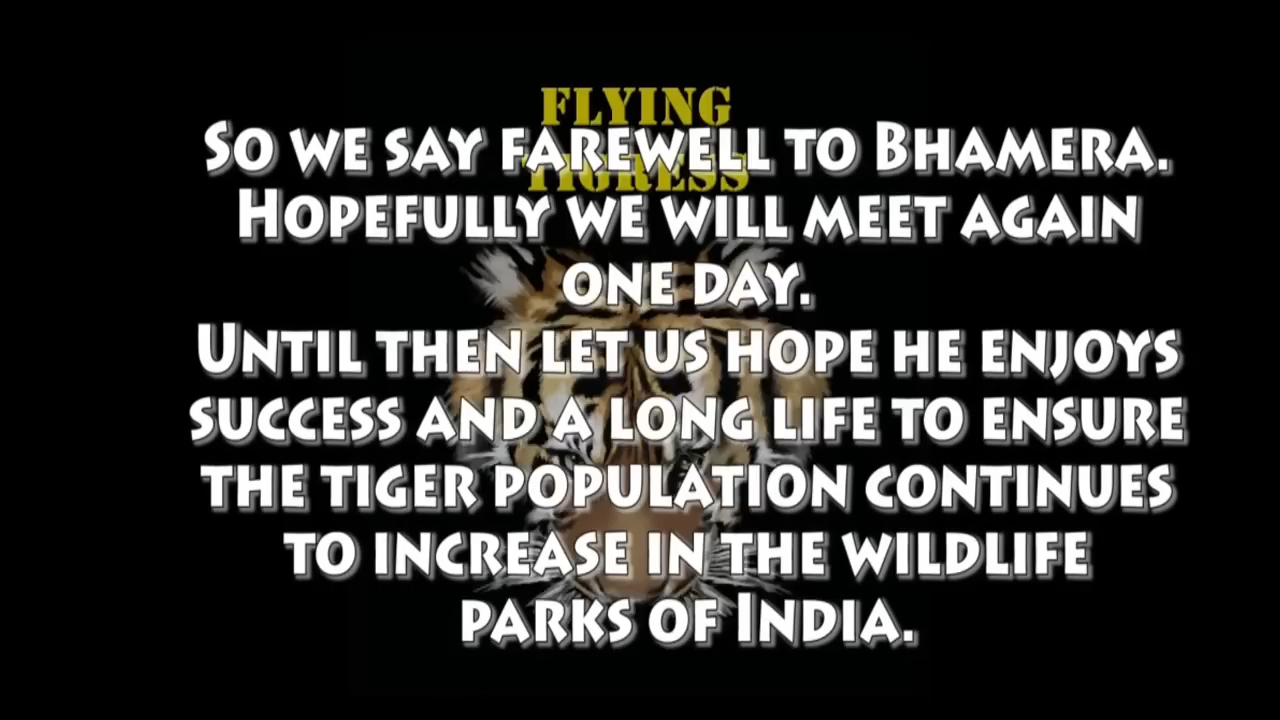 FLYING
TIGRESS
SO WE SAY FAREWELL TO BHAMERA.
HOPEFULLY WE WILL MEET AGAIN
ONE DAY.
UNTIL THEN LET US HOPE HE ENJOYS
SUCCESS AND A LONG LIFE TO ENSURE
THE TIGER POPULATION CONTINUES
TO INCREASE IN THE WILDLIFE
PARKS OF INDIA.